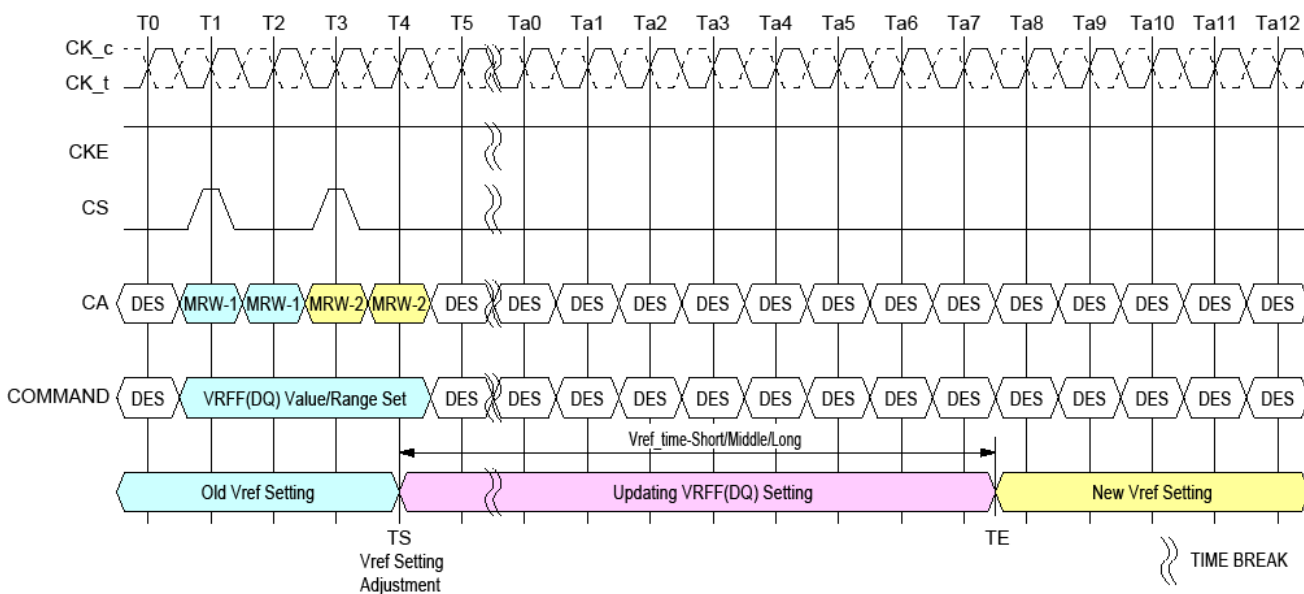 T0 T1 T2 T3 T4 T5 Ta0 Ta1 Ta2 Ta3 Ta4 Ta5 Ta6 Ta7 Ta8 Ta9 Ta10 Ta11 Ta12
CK_c
CK_t
CKE
CS
CA DES MRW-1 MRW-1 MRW-2 MRW-2 DES DES DES DES DES DES DES DES DES DES DES DES DES DES
COMMAND DES VRFF(DQ) Value/Range Set DES DES DES DES DES DES DES DES DES DES DES DES DES DES
Vref_time-Short/Middle/Long
Old Vref Setting Updating VRFF(DQ) Setting New Vref Setting
TS TE
Vref Setting
Adjustment
TIME BREAK